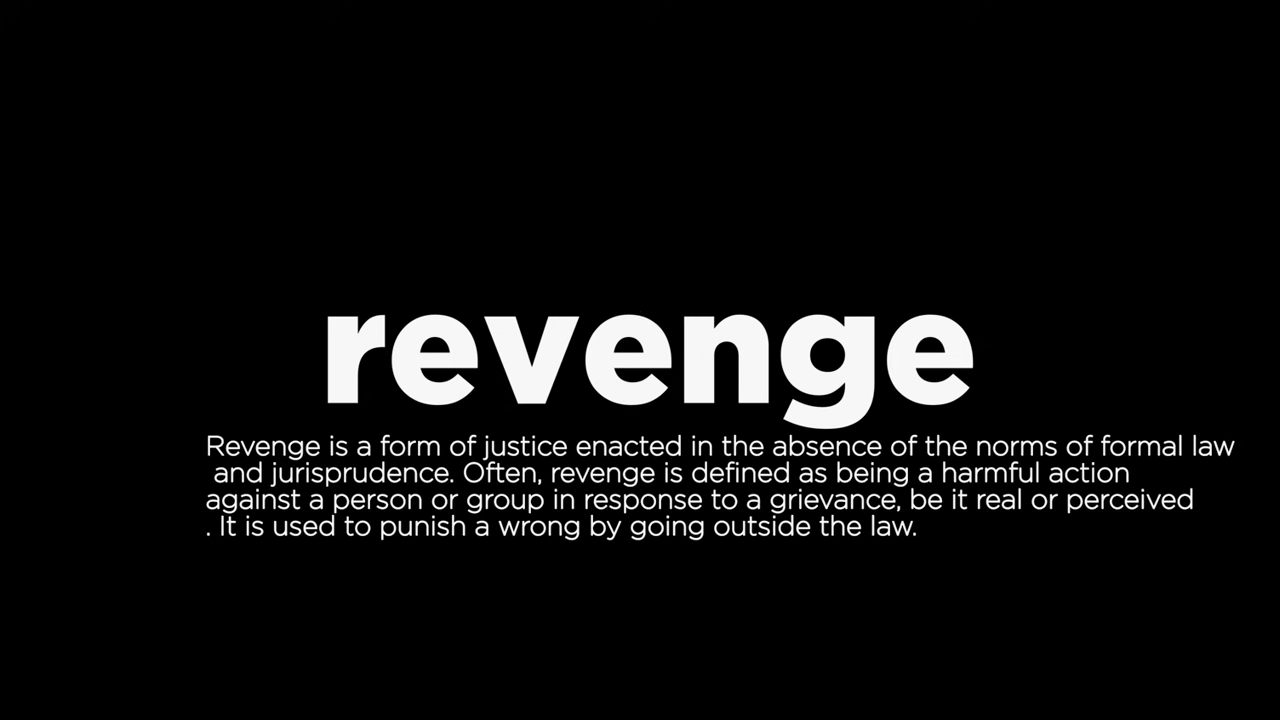 revenge
Revenge is a form of justice enacted in the absence of the norms of formal law
and jurisprudence. Often, revenge is defined as being a harmful action
against a person or group in response to a grievance, be it real or perceived
. It is used to punish a wrong by going outside the law.